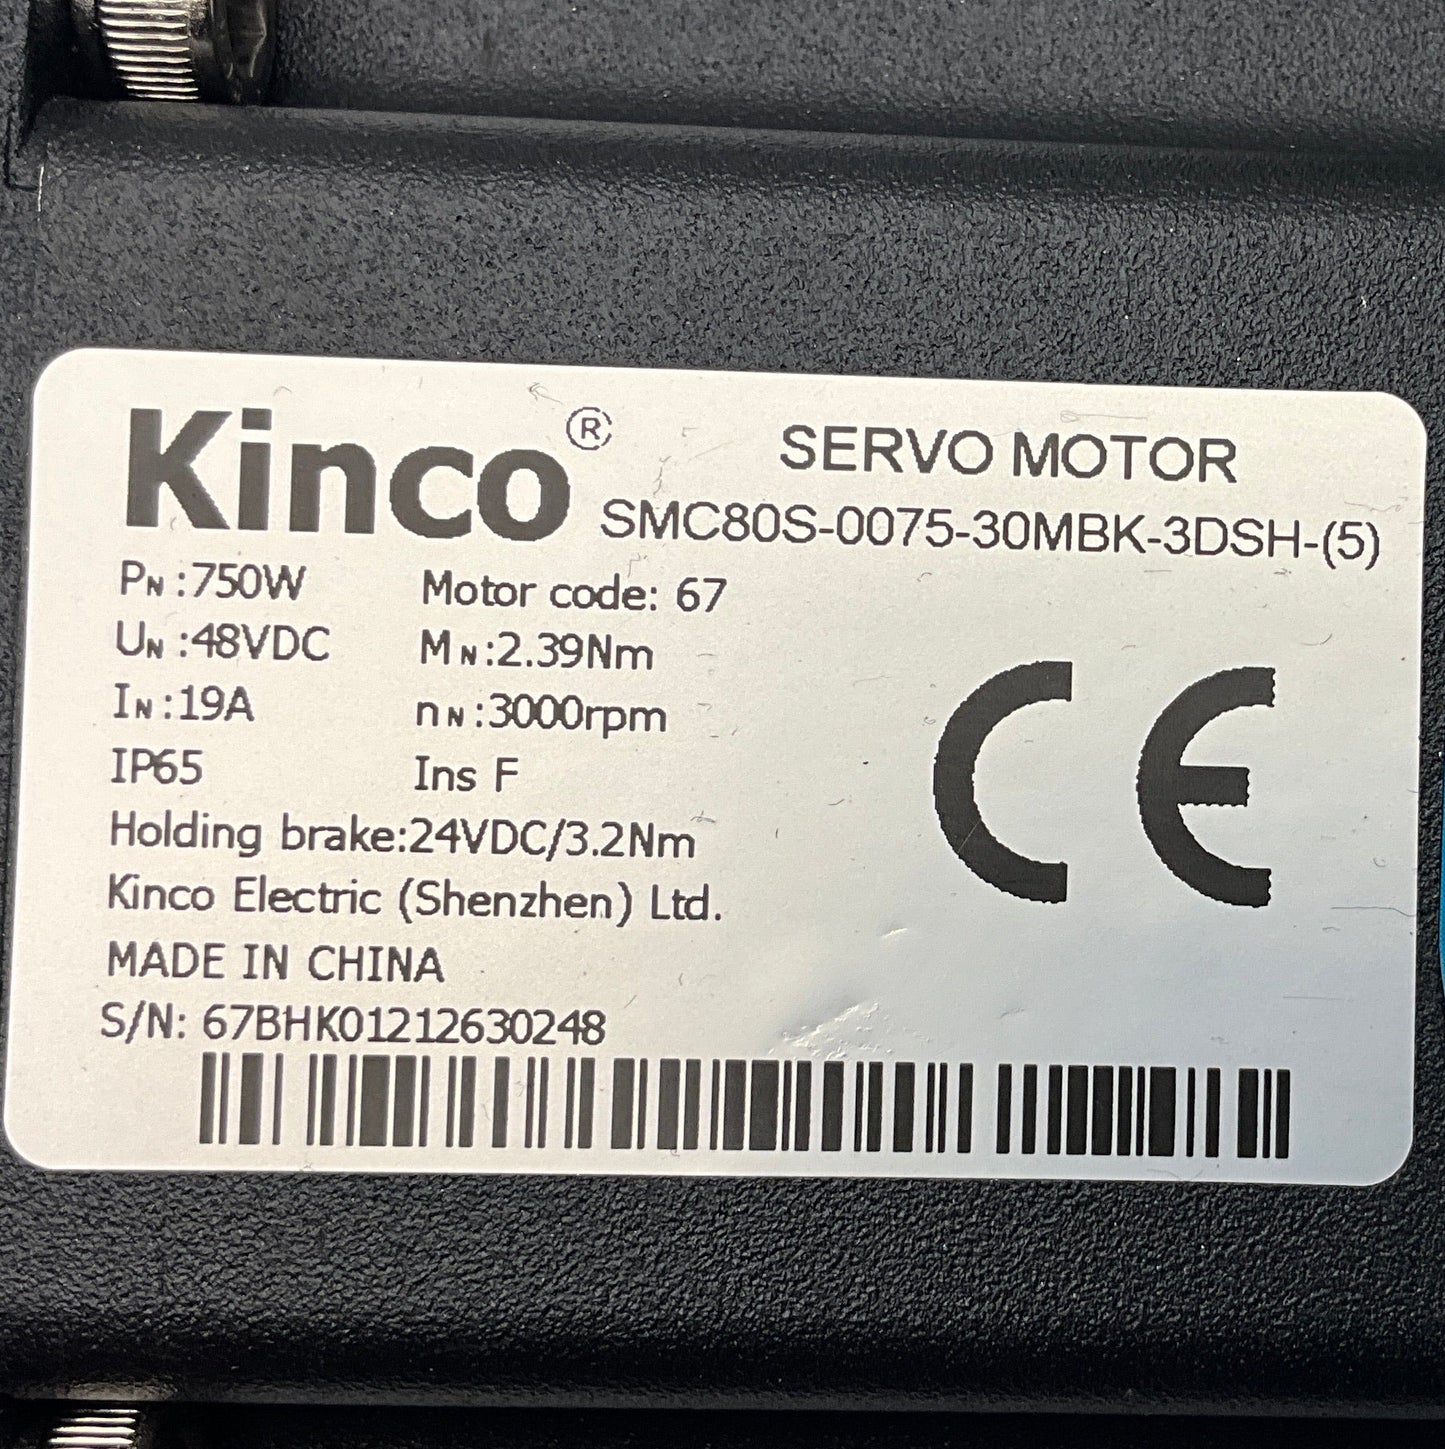 Kinco®
SERVO MOTOR
SMC80S-0075-30MBK-3DSH-(5)
PN :750W Motor code: 67
UN :48VDC MN:2.39Nm
IN :19A nN :3000rpm
IP65 Ins F
Holding brake:24VDC/3.2Nm
Kinco Electric (Shenzhen) Ltd.
MADE IN CHINA
S/N: 67BHK01212630248
CE